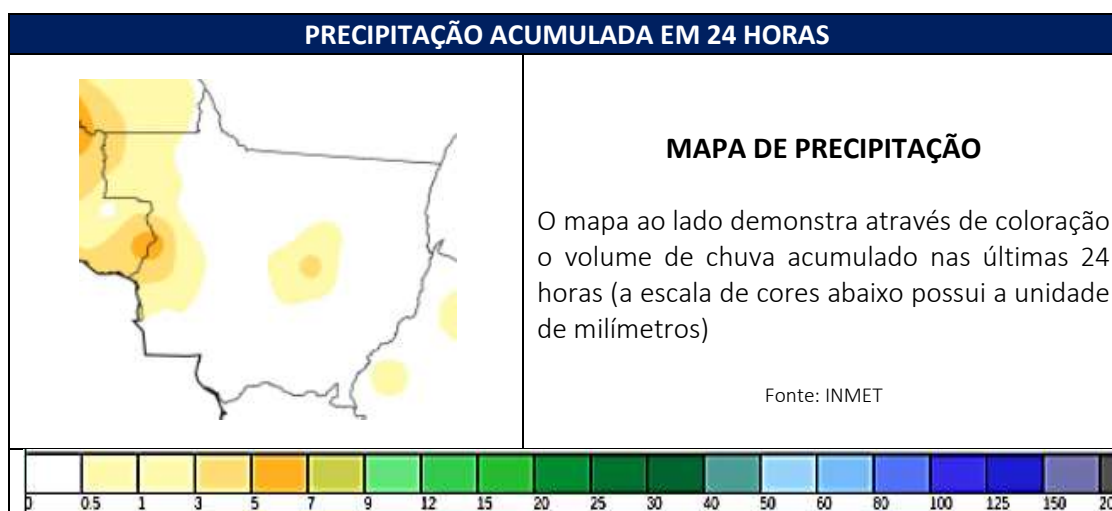 PRECIPITAÇÃO ACUMULADA EM 24 HORAS
MAPA DE PRECIPITAÇÃO
O mapa ao lado demonstra através de coloração
o volume de chuva acumulado nas últimas 24
horas (a escala de cores abaixo possui a unidade
de milímetros)
Fonte: INMET
0 0.5 1 3 5 7 9 12 15 20 25 30 40 50 60 80 100 125 150